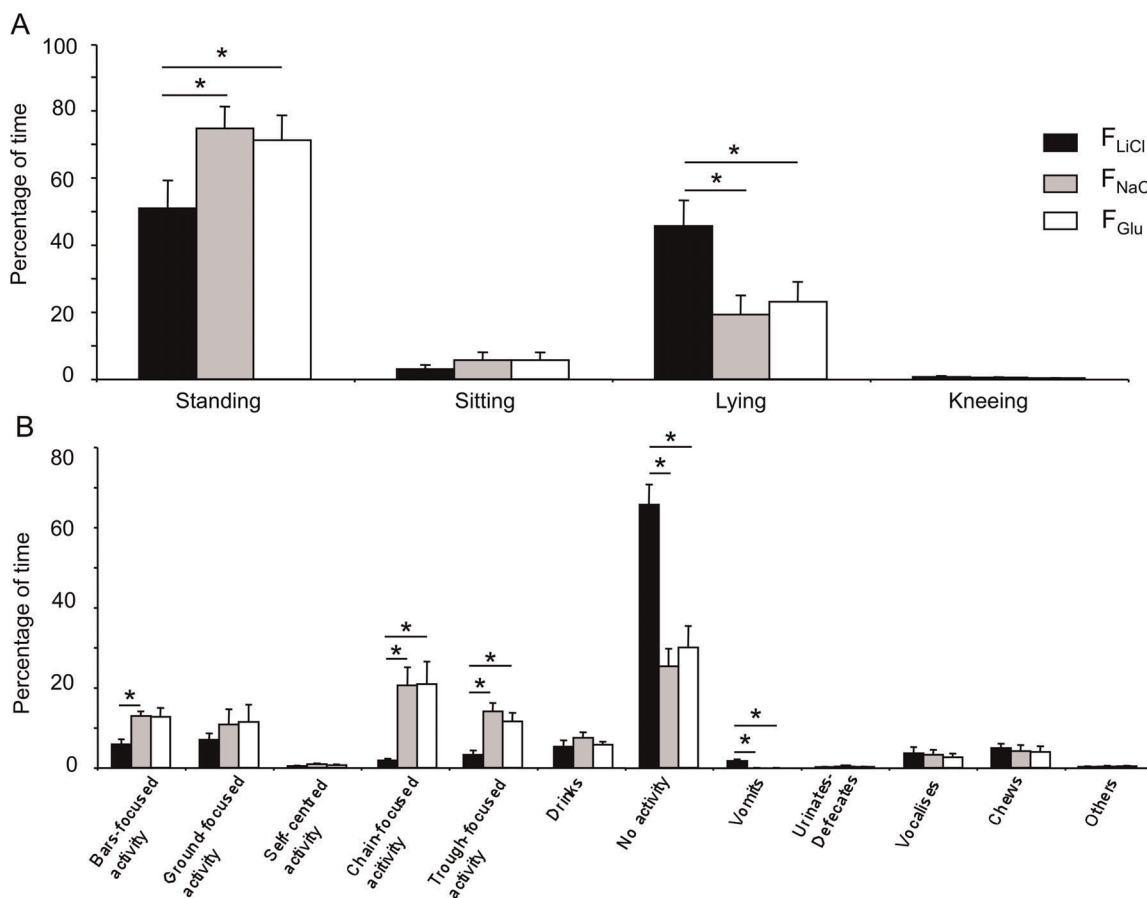 A
Percentage of time
100
80
60
40
20
0
* *
* *
F LiCl
F NaC
F Glu
Standing Sitting Lying Kneeing
B
Percentage of time
80
60
40
20
0
*
* *
* *
* *
* *
Bars-focused activity
Ground-focused activity
Self-centred activity
Chain-focused acitivity
Trough-focused activity
Drinks
No activity
Vomits
Urinates-Defecates
Vocalises
Chews
Others